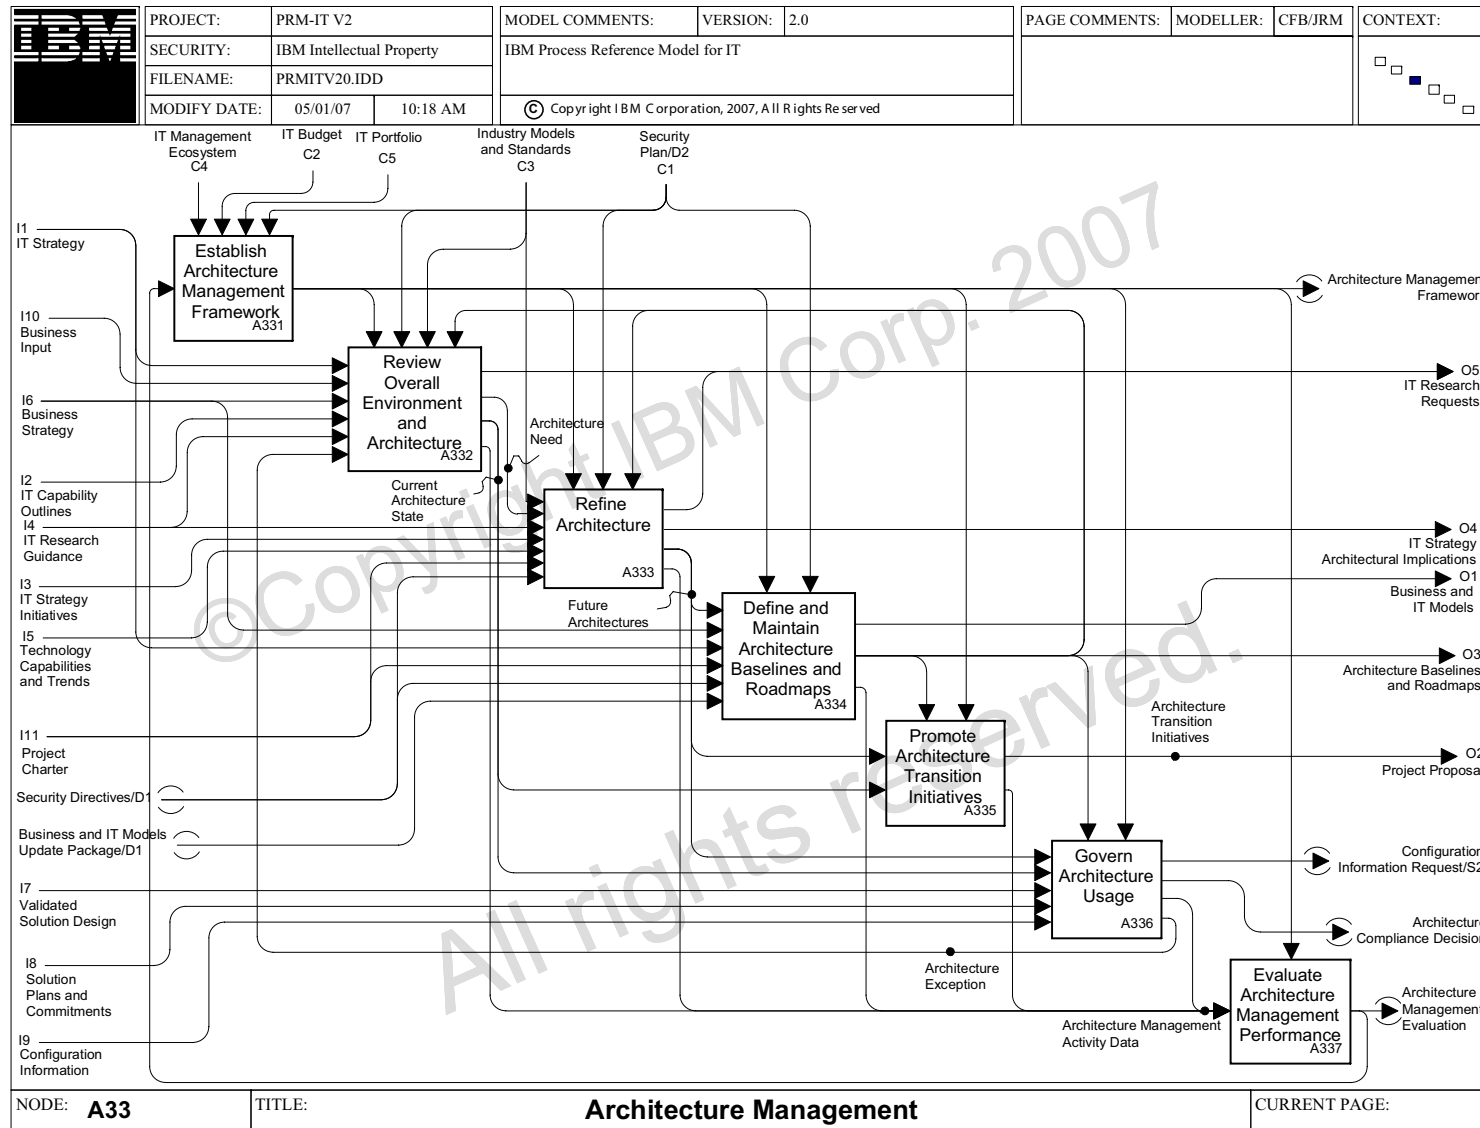 IBM
PROJECT: PRM-IT V2
SECURITY: IBM Intellectual Property
FILENAME: PRMITV20.IDD
MODIFY DATE: 05/01/07 10:18 AM
MODEL COMMENTS: VERSION: 2.0
IBM Process Reference Model for IT
© Copyright IBM Corporation, 2007, All Rights Reserved
PAGE COMMENTS: MODELLER: CFB/JRM
CONTEXT:
IT Management
Ecosystem
C4
IT Budget
C2
IT Portfolio
C5
Industry Models
and Standards
C3
Security
Plan/D2
C1
I1
IT Strategy
I10
Business
Input
I6
Business
Strategy
I2
IT Capability
Outlines
I4
IT Research
Guidance
I3
IT Strategy
Initiatives
I5
Technology
Capabilities
and Trends
I11
Project
Charter
Security Directives/D1
Business and IT Models
Update Package/D1
I7
Validated
Solution Design
I8
Solution
Plans and
Commitments
I9
Configuration
Information
Establish
Architecture
Management
Framework
A331
Review
Overall
Environment
and
Architecture
A332
Architecture
Need
Current
Architecture
State
Refine
Architecture
A333
Future
Architectures
Define and
Maintain
Architecture
Baselines and
Roadmaps
A334
Promote
Architecture
Transition
Initiatives
A335
Architecture
Transition
Initiatives
Govern
Architecture
Usage
A336
Architecture
Exception
Architecture Management
Activity Data
Evaluate
Architecture
Management
Performance
A337
Architecture Managemen
Framewor
O5
IT Research
Requests
O4
IT Strategy
Architectural Implications
O1
Business and
IT Models
O3
Architecture Baselines
and Roadmaps
O2
Project Proposa
Configuration
Information Request/S2
Architecture
Compliance Decision
Architecture
Management
Evaluation
©Copyright IBM Corp. 2007
All rights reserved.
NODE: A33
TITLE: Architecture Management
CURRENT PAGE: